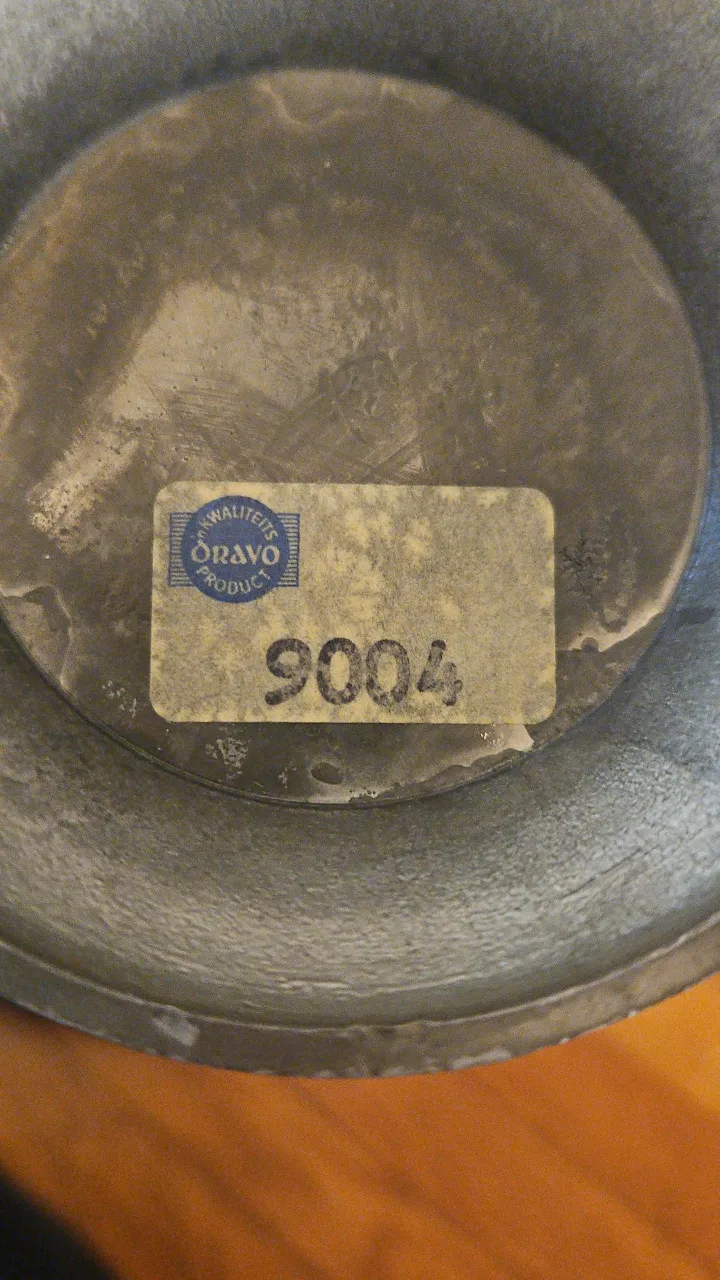 'n KWALITEITS
ORAVO
PRODUCT
9004